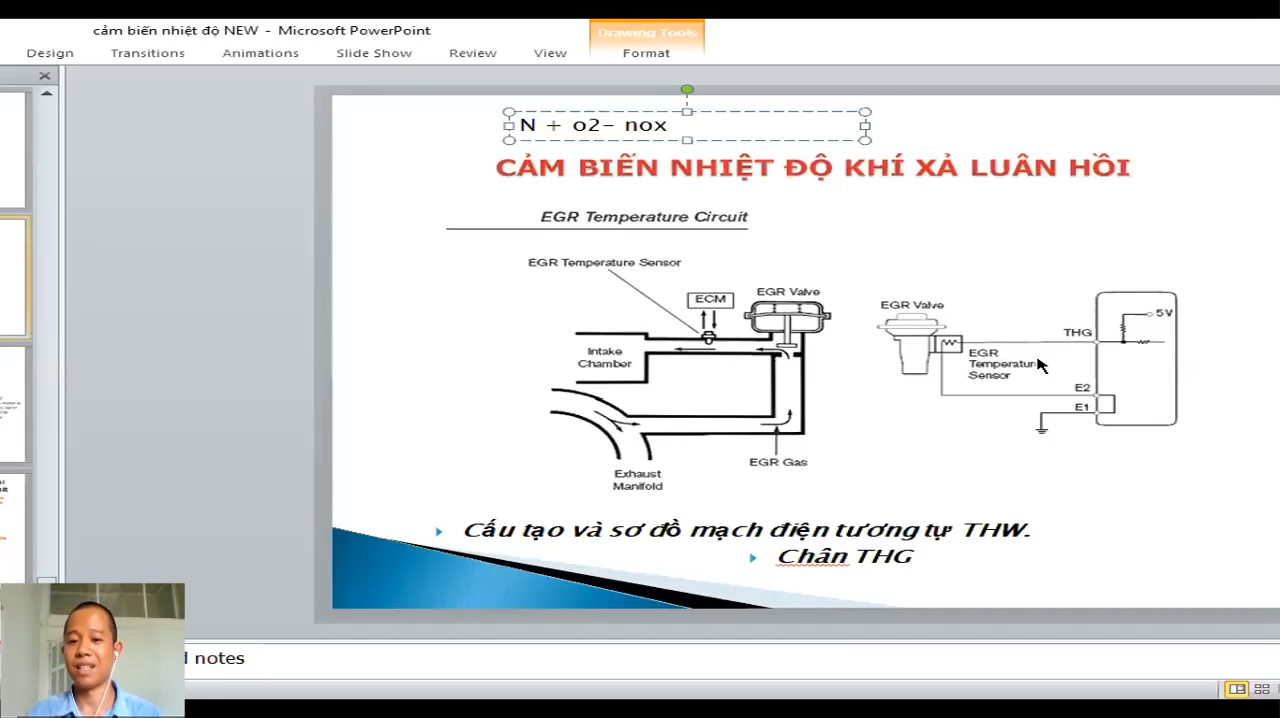 cảm biến nhiệt độ NEW - Microsoft PowerPoint
Drawing Tools
Design Transitions Animations Slide Show Review View Format
N + o2- nox
CẢM BIẾN NHIỆT ĐỘ KHÍ XẢ LUÂN HỒI
EGR Temperature Circuit
EGR Temperature Sensor
ECM
EGR Valve
Intake
Chamber
EGR Gas
Exhaust
Manifold
EGR Valve
THG
5V
EGR
Temperature
Sensor
E2
E1
Cấu tạo và sơ đồ mạch điện tương tự THW.
Chân THG
notes